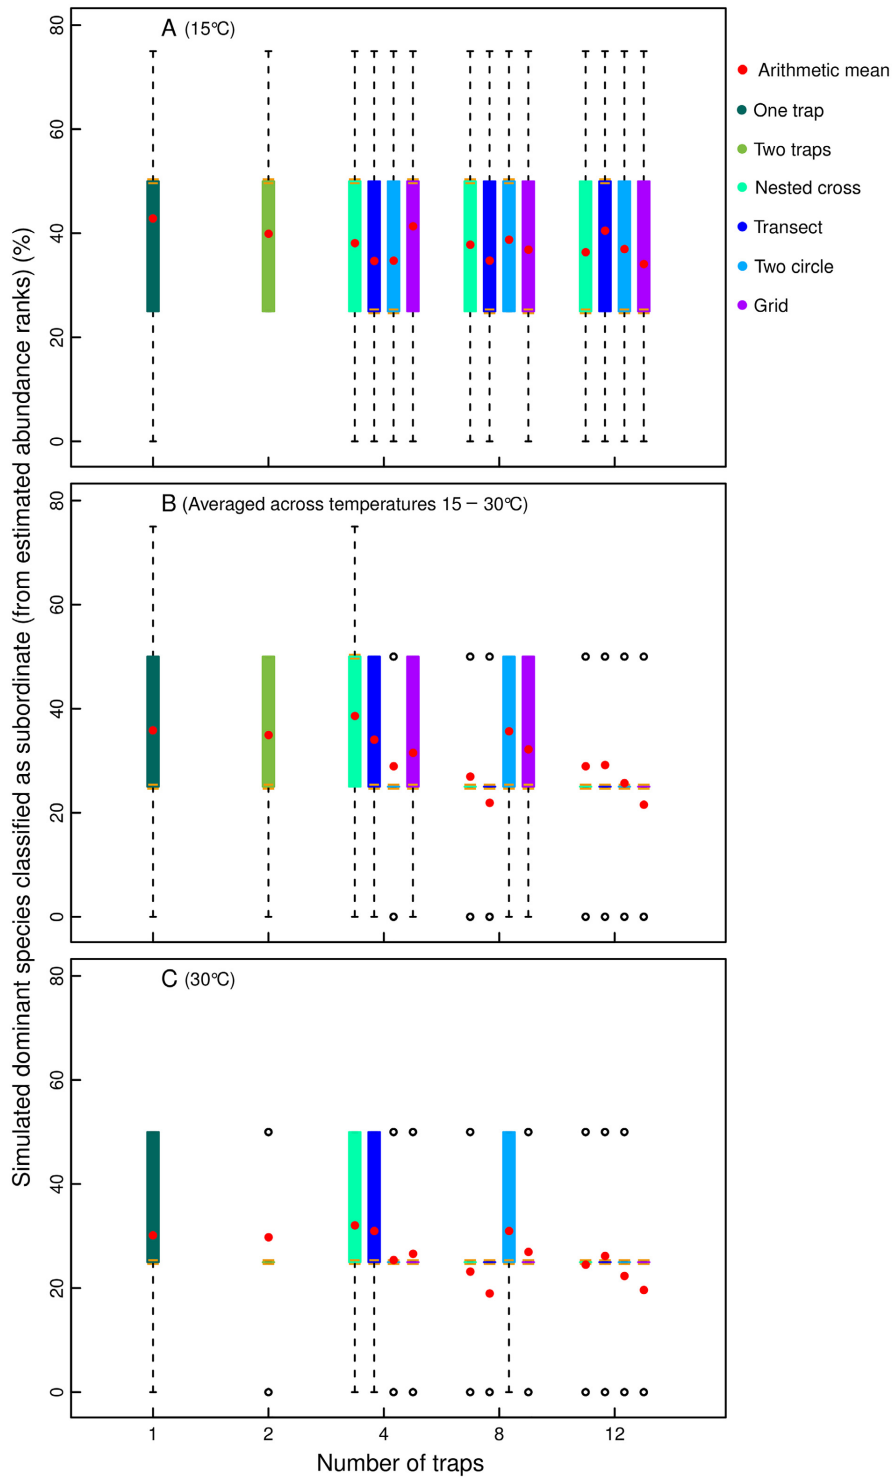 A (15°C)
80
60
40
20
0
Arithmetic mean
One trap
Two traps
Nested cross
Transect
Two circle
Grid
Simulated dominant species classified as subordinate (from estimated abundance ranks) (%)
B (Averaged across temperatures 15 – 30°C)
80
60
40
20
0
C (30°C)
80
60
40
20
0
1 2 4 8 12
Number of traps